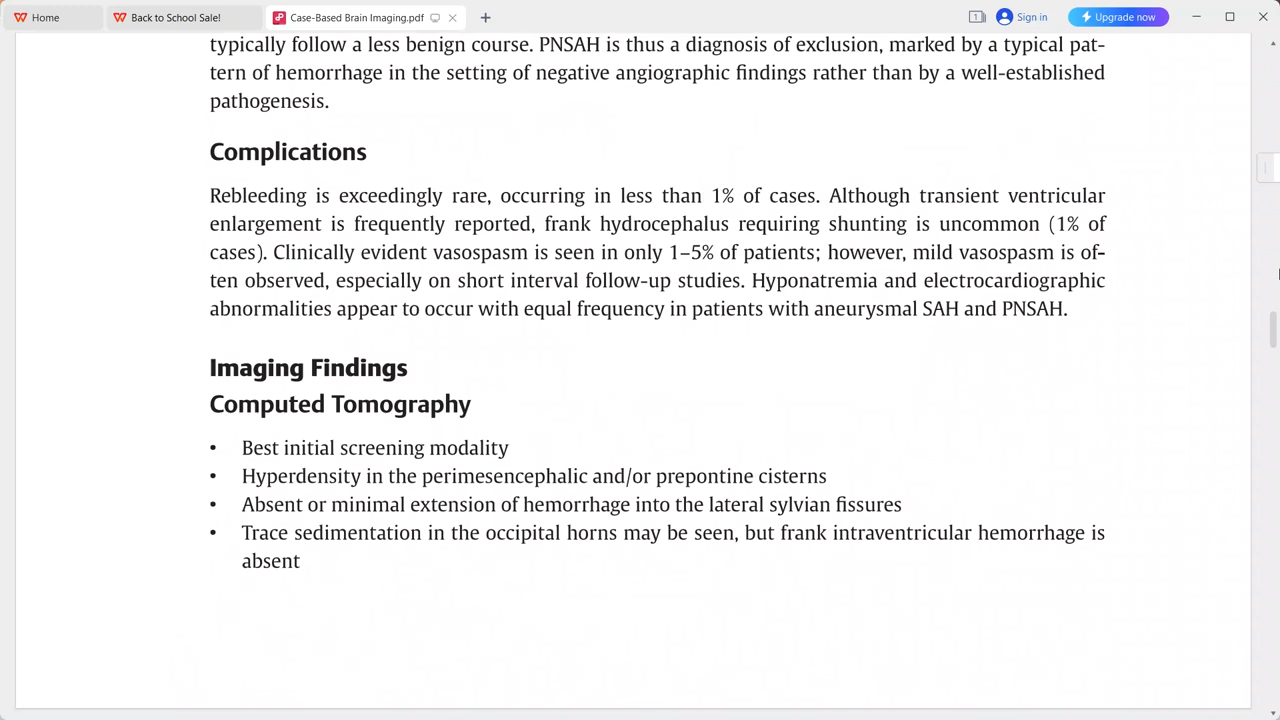 Home
Back to School Sale!
Case-Based Brain Imaging.pdf
1
Sign in
Upgrade now
typically follow a less benign course. PNSAH is thus a diagnosis of exclusion, marked by a typical pat-
tern of hemorrhage in the setting of negative angiographic findings rather than by a well-established
pathogenesis.
Complications
Rebleeding is exceedingly rare, occurring in less than 1% of cases. Although transient ventricular
enlargement is frequently reported, frank hydrocephalus requiring shunting is uncommon (1% of
cases). Clinically evident vasospasm is seen in only 1–5% of patients; however, mild vasospasm is of-
ten observed, especially on short interval follow-up studies. Hyponatremia and electrocardiographic
abnormalities appear to occur with equal frequency in patients with aneurysmal SAH and PNSAH.
Imaging Findings
Computed Tomography
• Best initial screening modality
• Hyperdensity in the perimesencephalic and/or prepontine cisterns
• Absent or minimal extension of hemorrhage into the lateral sylvian fissures
• Trace sedimentation in the occipital horns may be seen, but frank intraventricular hemorrhage is
absent